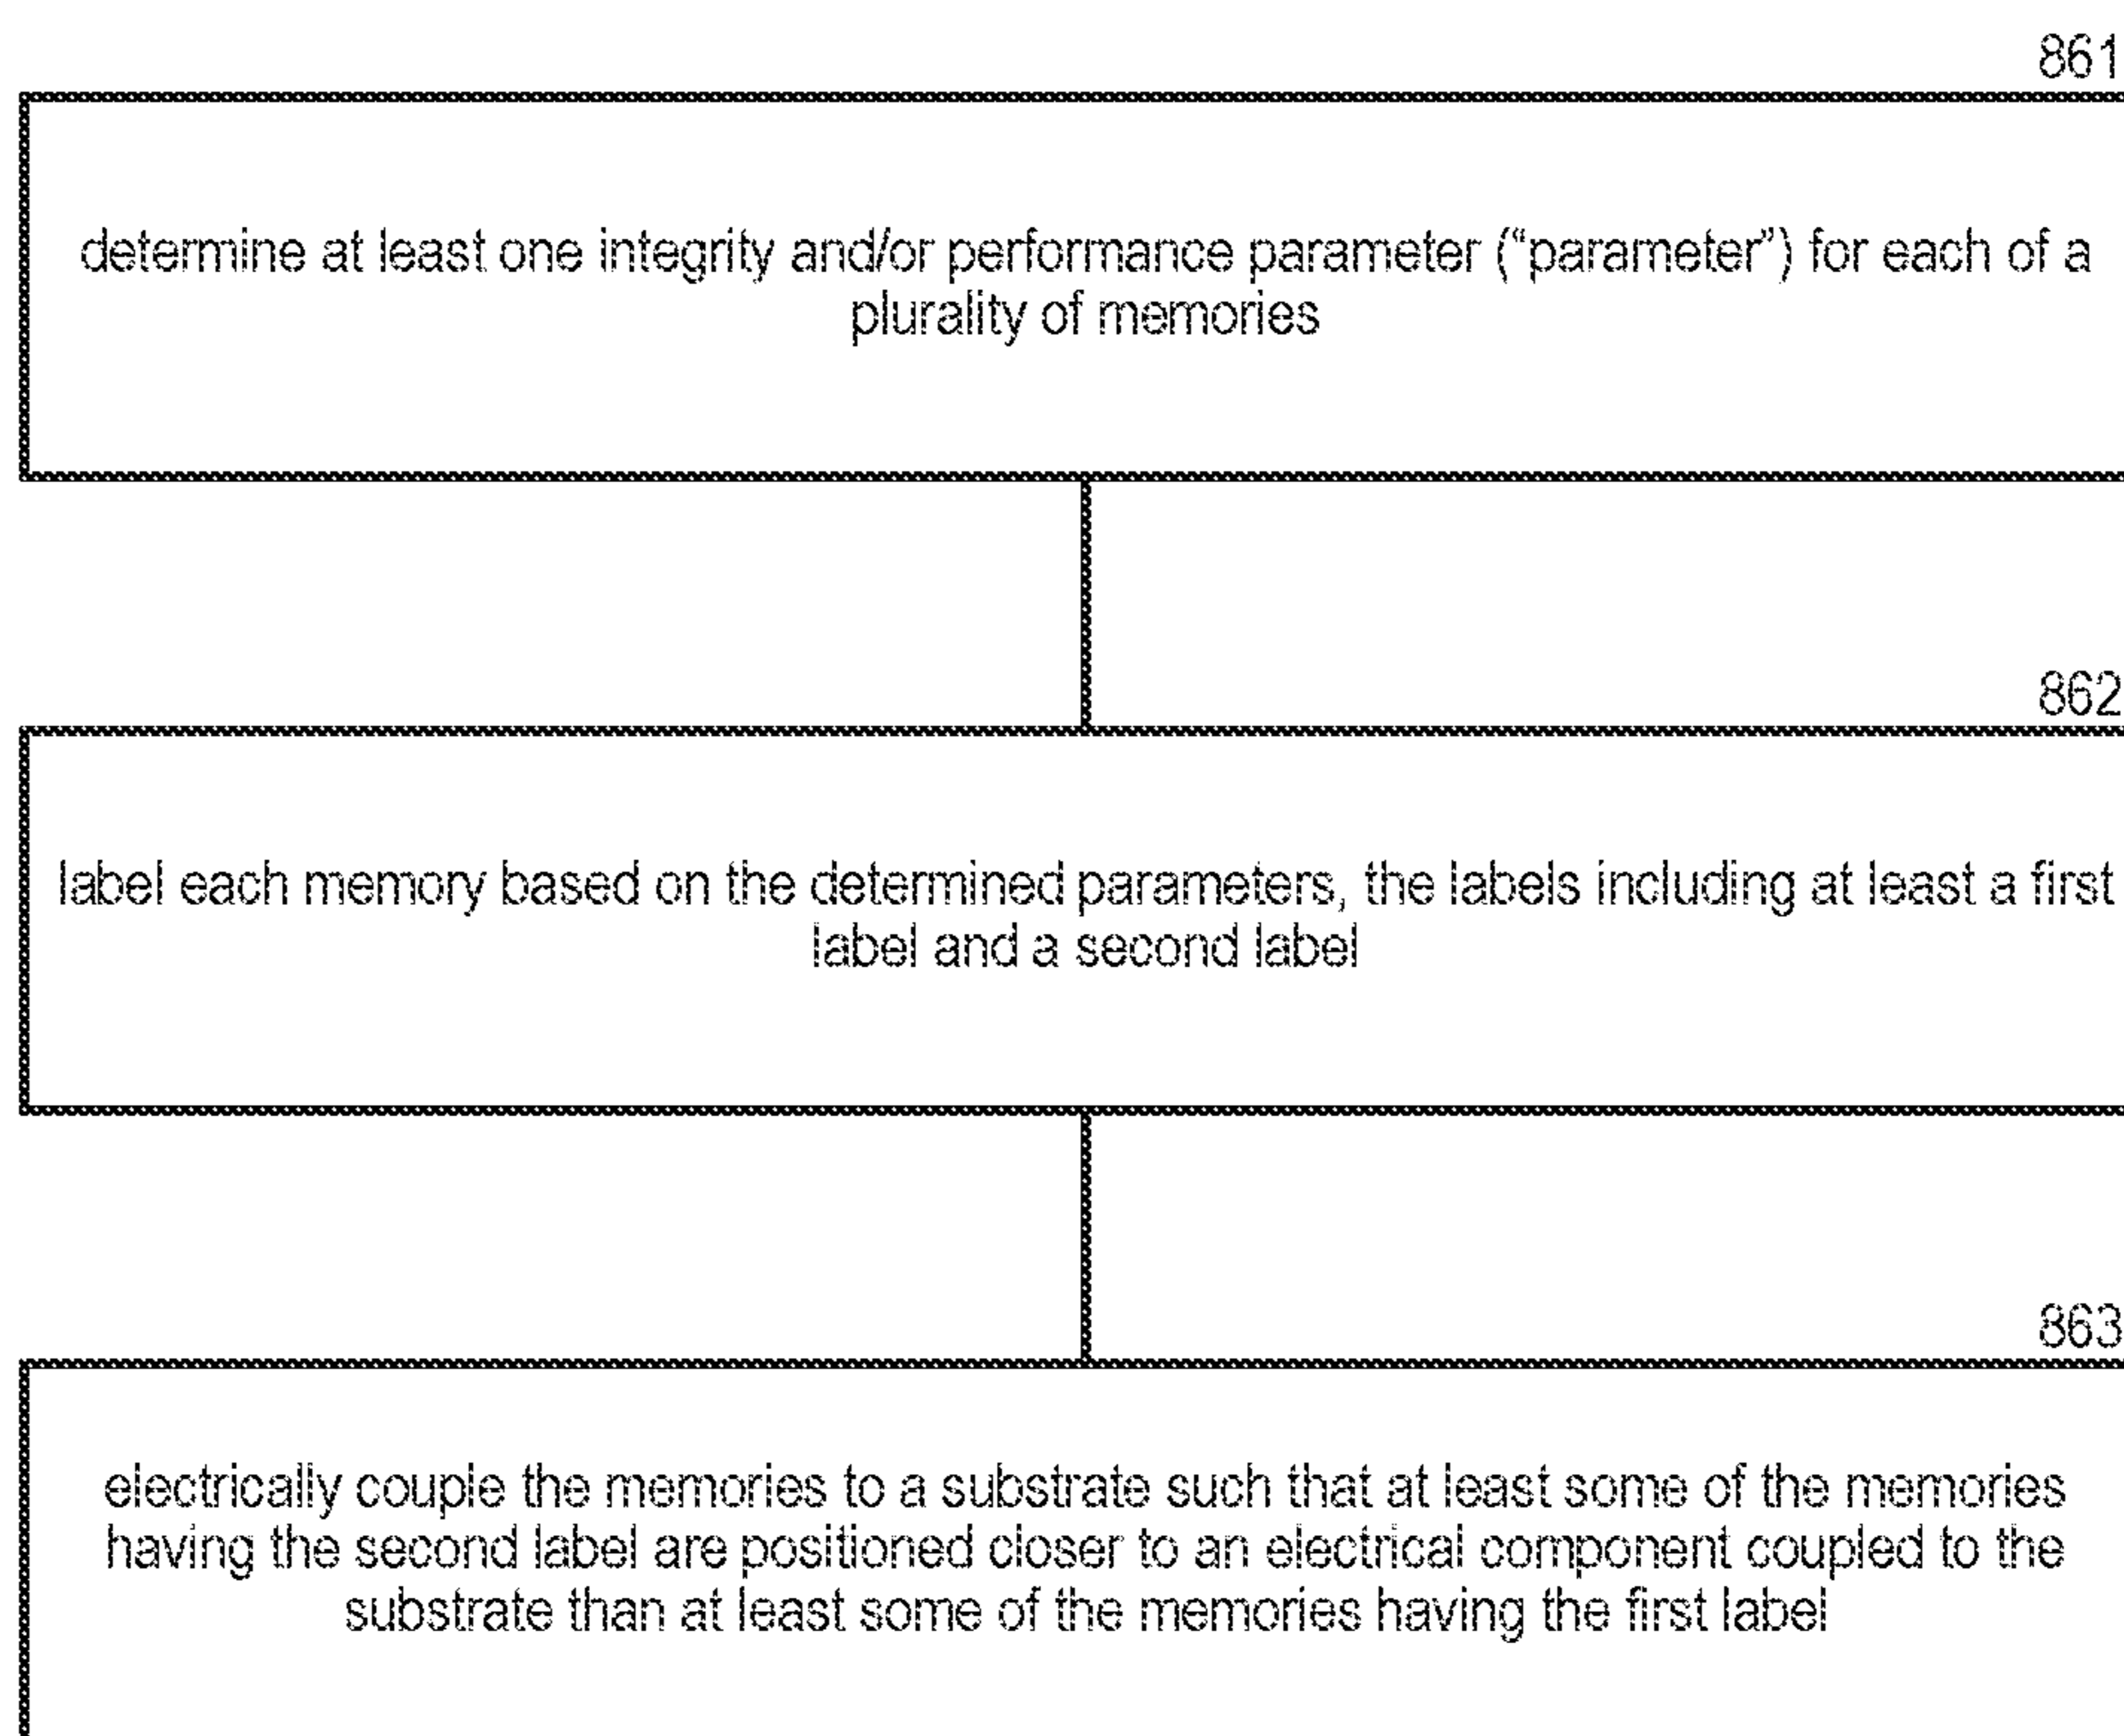 861
determine at least one integrity and/or performance parameter (“parameter”) for each of a
plurality of memories
862
label each memory based on the determined parameters, the labels including at least a first
label and a second label
863
electrically couple the memories to a substrate such that at least some of the memories
having the second label are positioned closer to an electrical component coupled to the
substrate than at least some of the memories having the first label